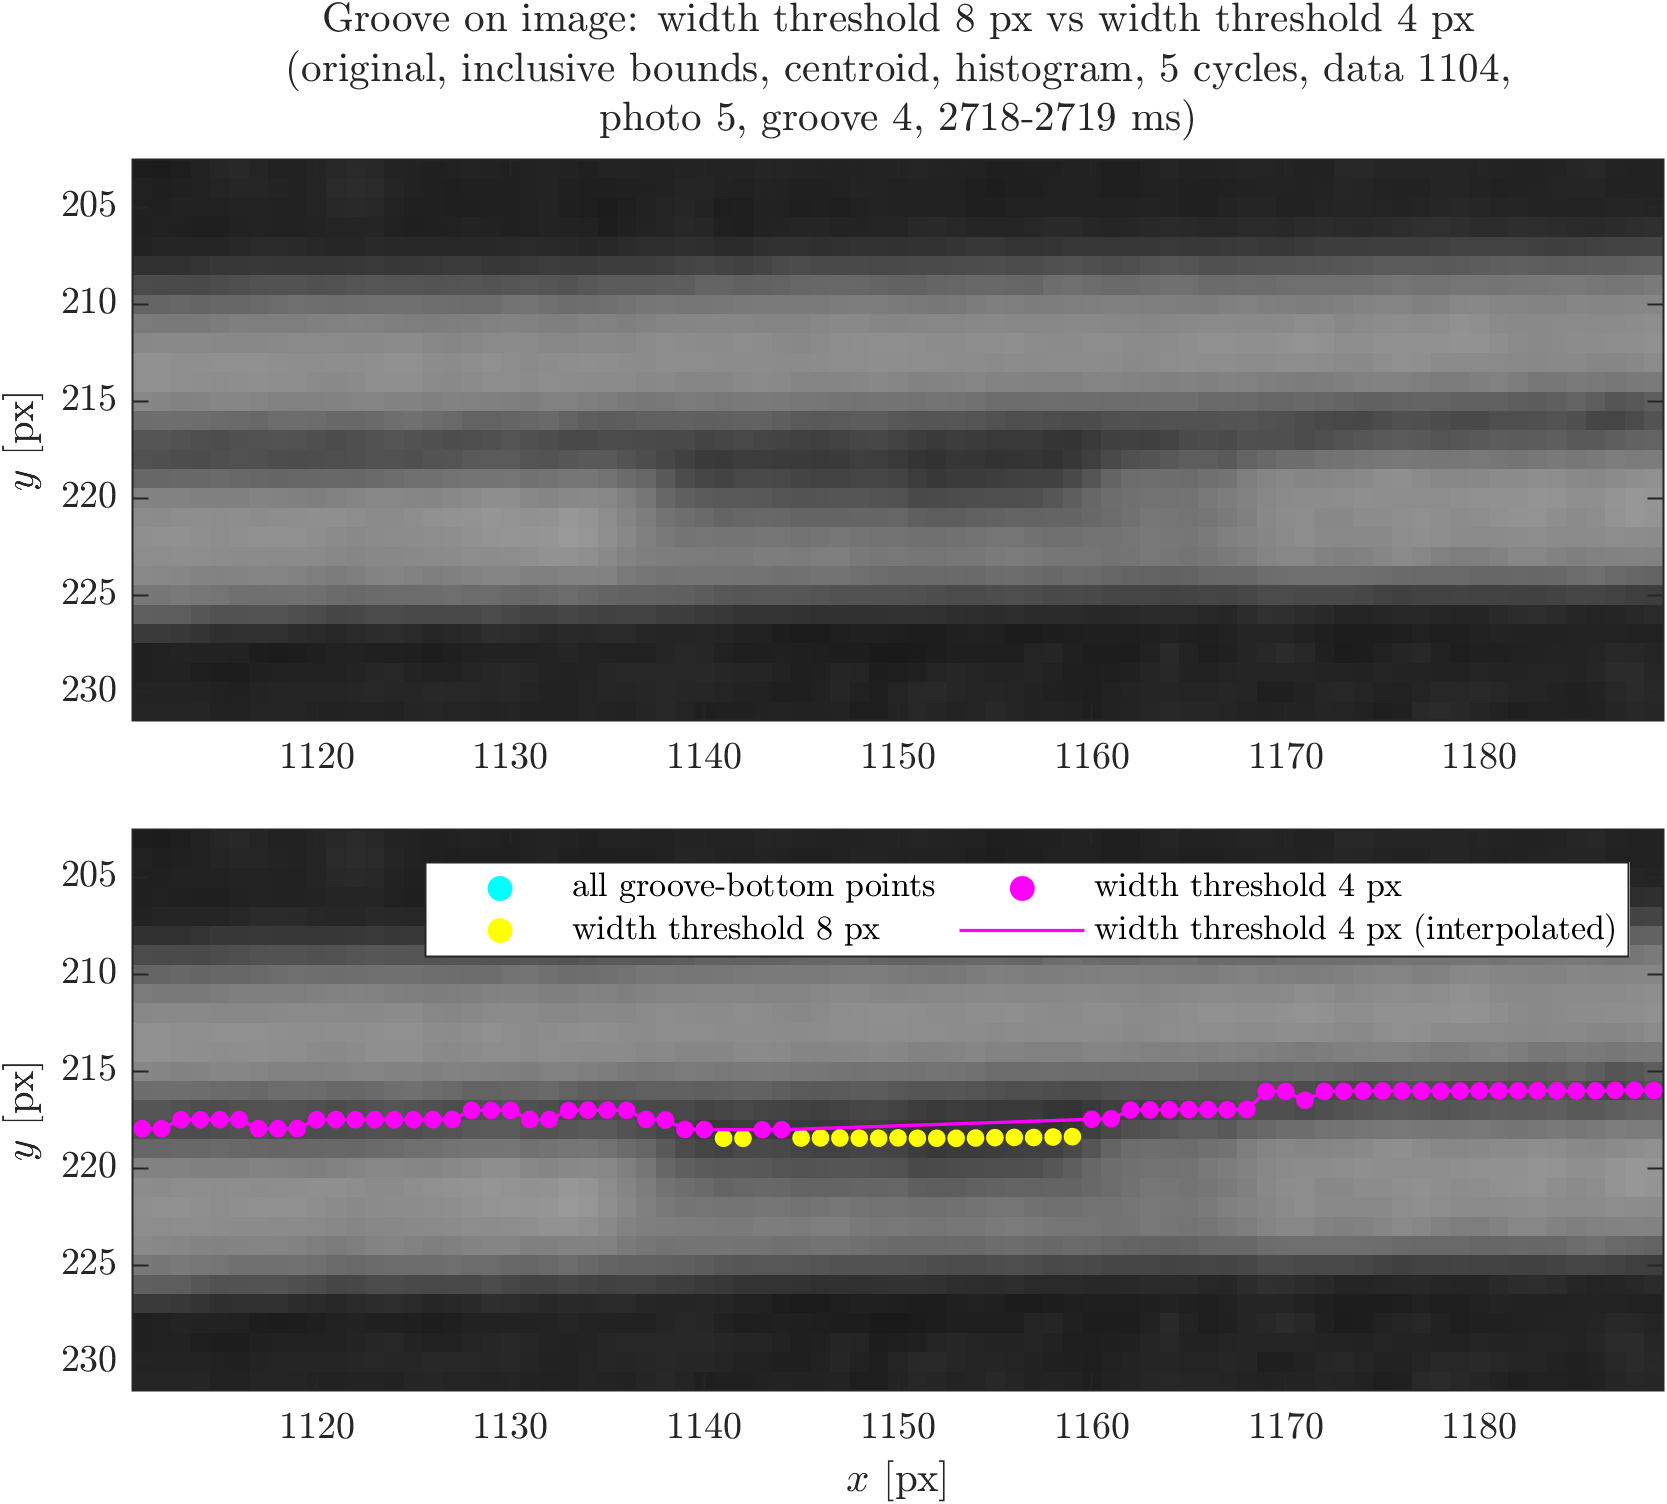 Groove on image: width threshold 8 px vs width threshold 4 px
(original, inclusive bounds, centroid, histogram, 5 cycles, data 1104,
photo 5, groove 4, 2718-2719 ms)
205
210
215
220
225
230
y [px]
1120 1130 1140 1150 1160 1170 1180
205
210
215
220
225
230
y [px]
all groove-bottom points
width threshold 8 px
width threshold 4 px
width threshold 4 px (interpolated)
1120 1130 1140 1150 1160 1170 1180
x [px]